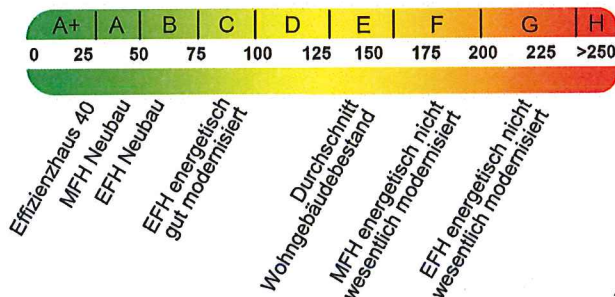 A+ A B C D E F G H
0 25 50 75 100 125 150 175 200 225 >250
Effizienzhaus 40
MFH Neubau
EFH Neubau
EFH energetisch
gut modernisiert
Durchschnitt
Wohngebäudebestand
MFH energetisch nicht
wesentlich modernisiert
EFH energetisch nicht
wesentlich modernisiert